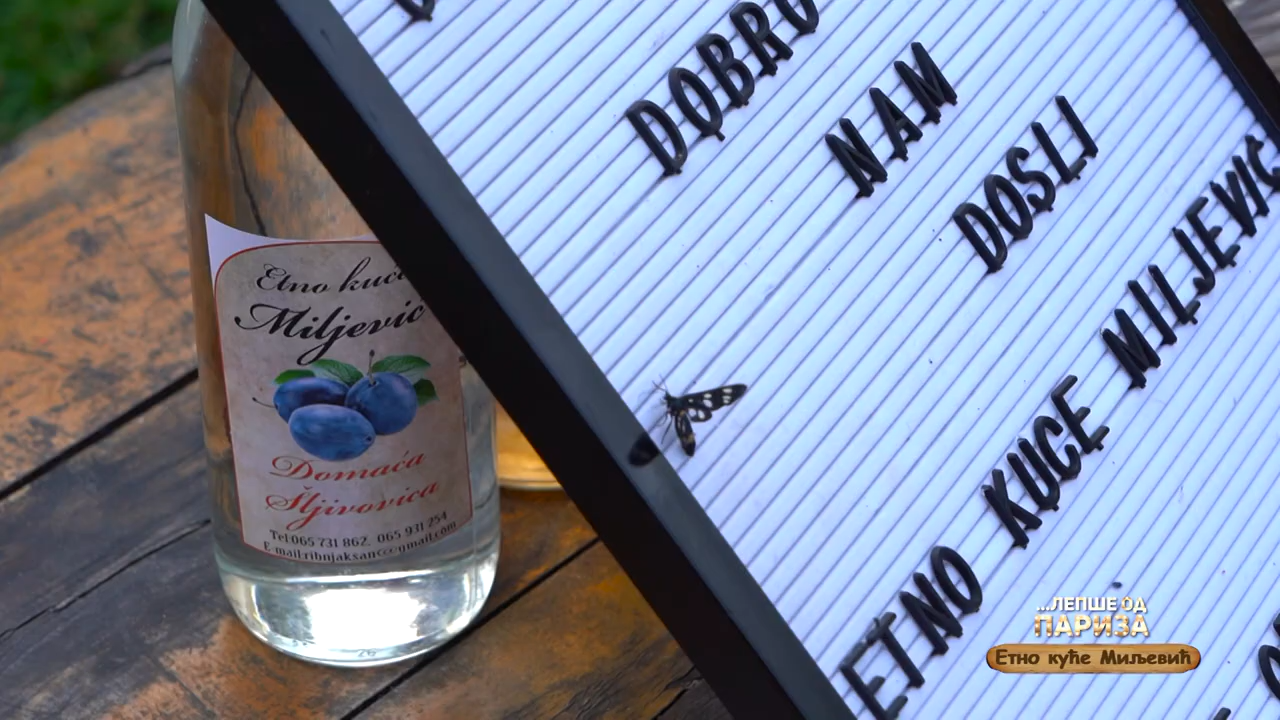 Etno kuće
Miljević
Domaća
Šljivovica
Tel:065 731 862. 065 931 254
E-mail:ribnjaksanc@gmail.com
DOBRO
NAM
DOSLI
ETNO KUCE MILJEVIC
...ЛЕПШЕ ОД
ПАРИЗА
Етно куће Миљевић